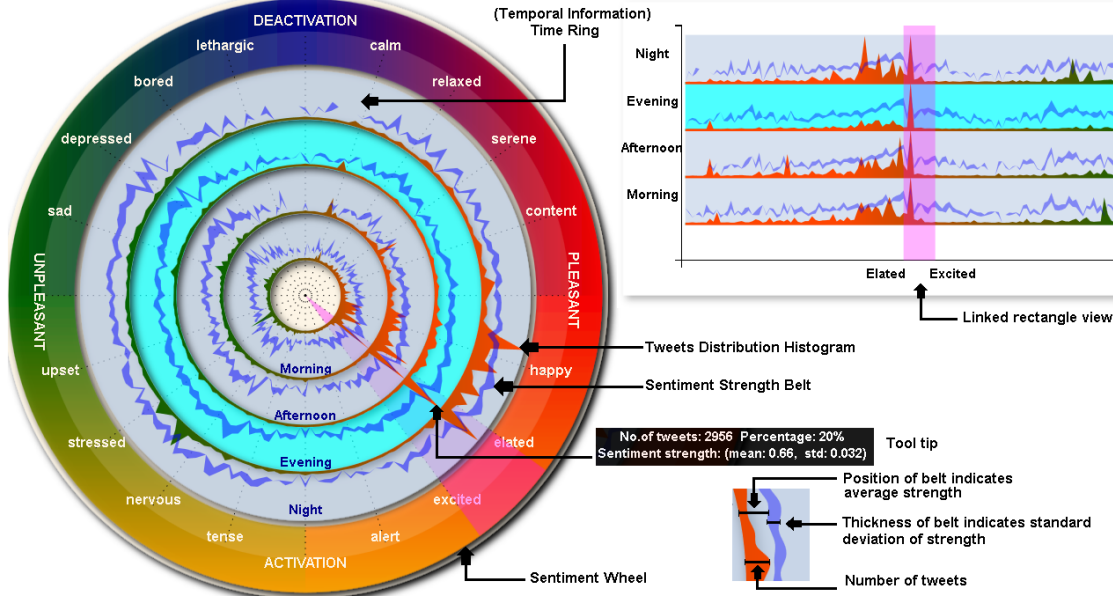 (Temporal Information)
Time Ring
DEACTIVATION
lethargic
calm
bored
relaxed
depressed
serene
sad
content
UNPLEASANT
PLEASANT
upset
happy
stressed
elated
nervous
excited
tense
alert
ACTIVATION
Morning
Afternoon
Evening
Night
Night
Evening
Afternoon
Morning
Elated
Excited
Linked rectangle view
Tweets Distribution Histogram
Sentiment Strength Belt
No.of tweets: 2956 Percentage: 20%
Sentiment strength: (mean: 0.66, std: 0.032)
Tool tip
Position of belt indicates
average strength
Thickness of belt indicates standard
deviation of strength
Number of tweets
Sentiment Wheel